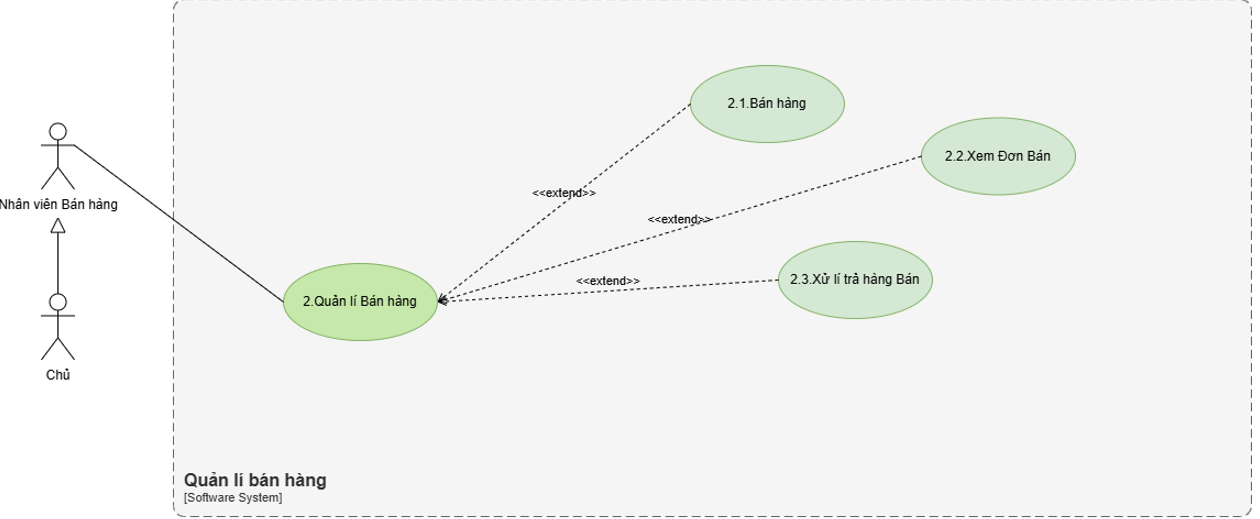 2.1.Bán hàng
2.2.Xem Đơn Bán
<<extend>>
Nhân viên Bán hàng
<<extend>>
<<extend>>
2.3.Xử lí trả hàng Bán
2.Quản lí Bán hàng
Chủ
Quản lí bán hàng
[Software System]